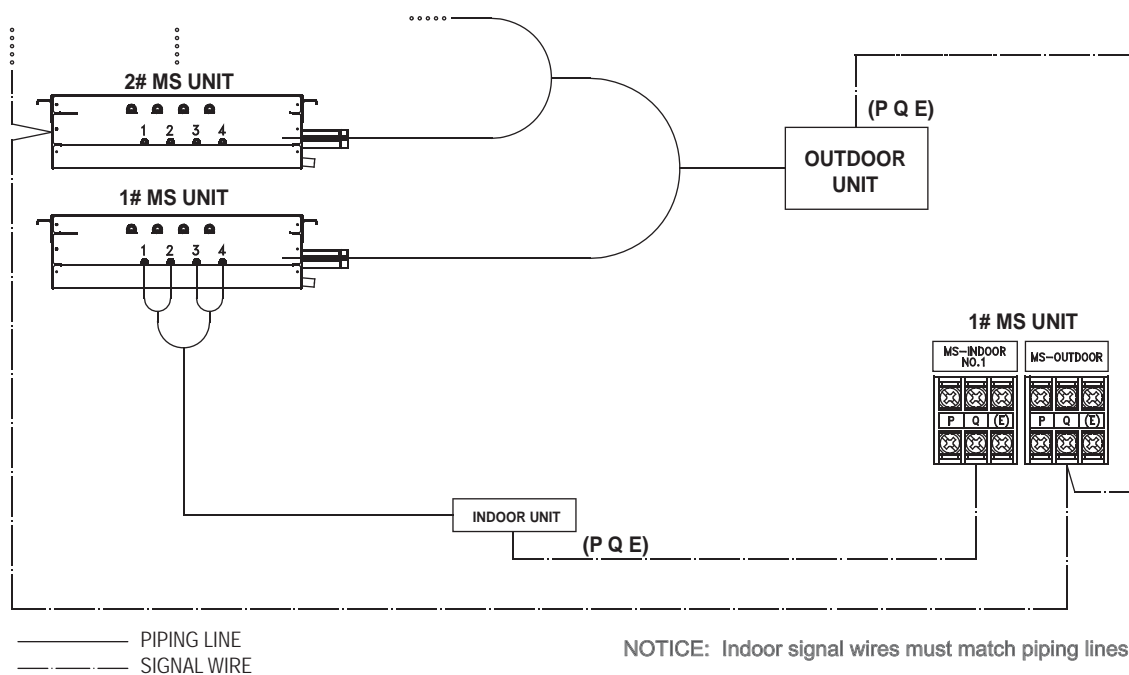 2# MS UNIT
1 2 3 4
(P Q E)
OUTDOOR
UNIT
1# MS UNIT
1 2 3 4
1# MS UNIT
MS-INDOOR
NO.1
MS-OUTDOOR
P Q (E)
P Q (E)
INDOOR UNIT
(P Q E)
PIPING LINE
SIGNAL WIRE
NOTICE: Indoor signal wires must match piping lines